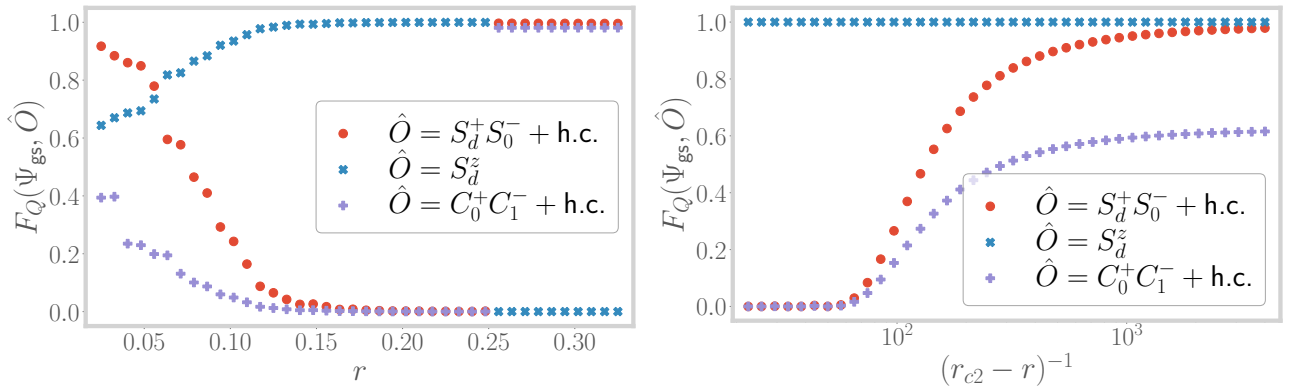 F_Q(Ψ_gs, Ô)
1.0
0.8
0.6
0.4
0.2
0.0
Ô = S_d^+ S_0^- + h.c.
Ô = S_d^z
Ô = C_0^+ C_1^- + h.c.
0.05 0.10 0.15 0.20 0.25 0.30
r
F_Q(Ψ_gs, Ô)
1.0
0.8
0.6
0.4
0.2
0.0
Ô = S_d^+ S_0^- + h.c.
Ô = S_d^z
Ô = C_0^+ C_1^- + h.c.
10^2 10^3
(r_{c2} − r)^{-1}